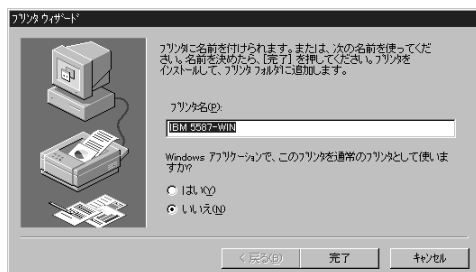 プリンタ ウィザード
プリンタに名前を付けられます。または、次の名前を使ってくだ
さい。名前を決めたら、[完了] を押してください。プリンタを
インストールして、プリンタ フォルダに追加します。
プリンタ名(P):
IBM 5587-WIN
Windows アプリケーションで、このプリンタを通常のプリンタとして使いま
すか?
はい(Y)
いいえ(N)
< 戻る(B)
完了
キャンセル